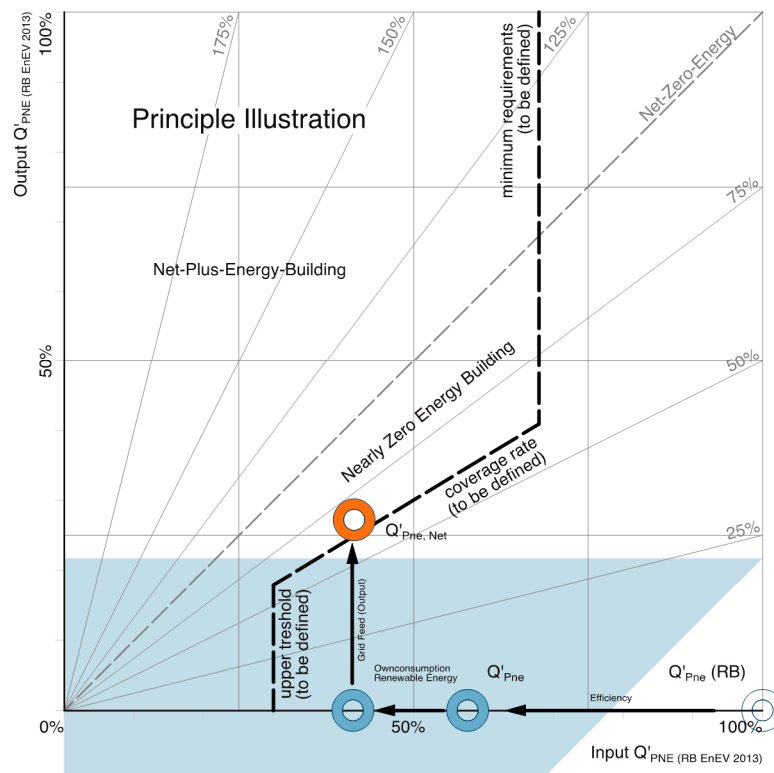 100%
Output Q'PNE (RB EnEV 2013)
175%
150%
125%
minimum requirements
(to be defined)
Net-Zero-Energy
Principle Illustration
75%
Net-Plus-Energy-Building
50%
50%
Nearly Zero Energy Building
coverage rate
(to be defined)
Q'Pne, Net
25%
upper treshold
(to be defined)
Grid Feed (Output)
Ownconsumption
Renewable Energy
Q'Pne
Q'Pne (RB)
Efficiency
0%
50%
100%
Input Q'PNE (RB EnEV 2013)